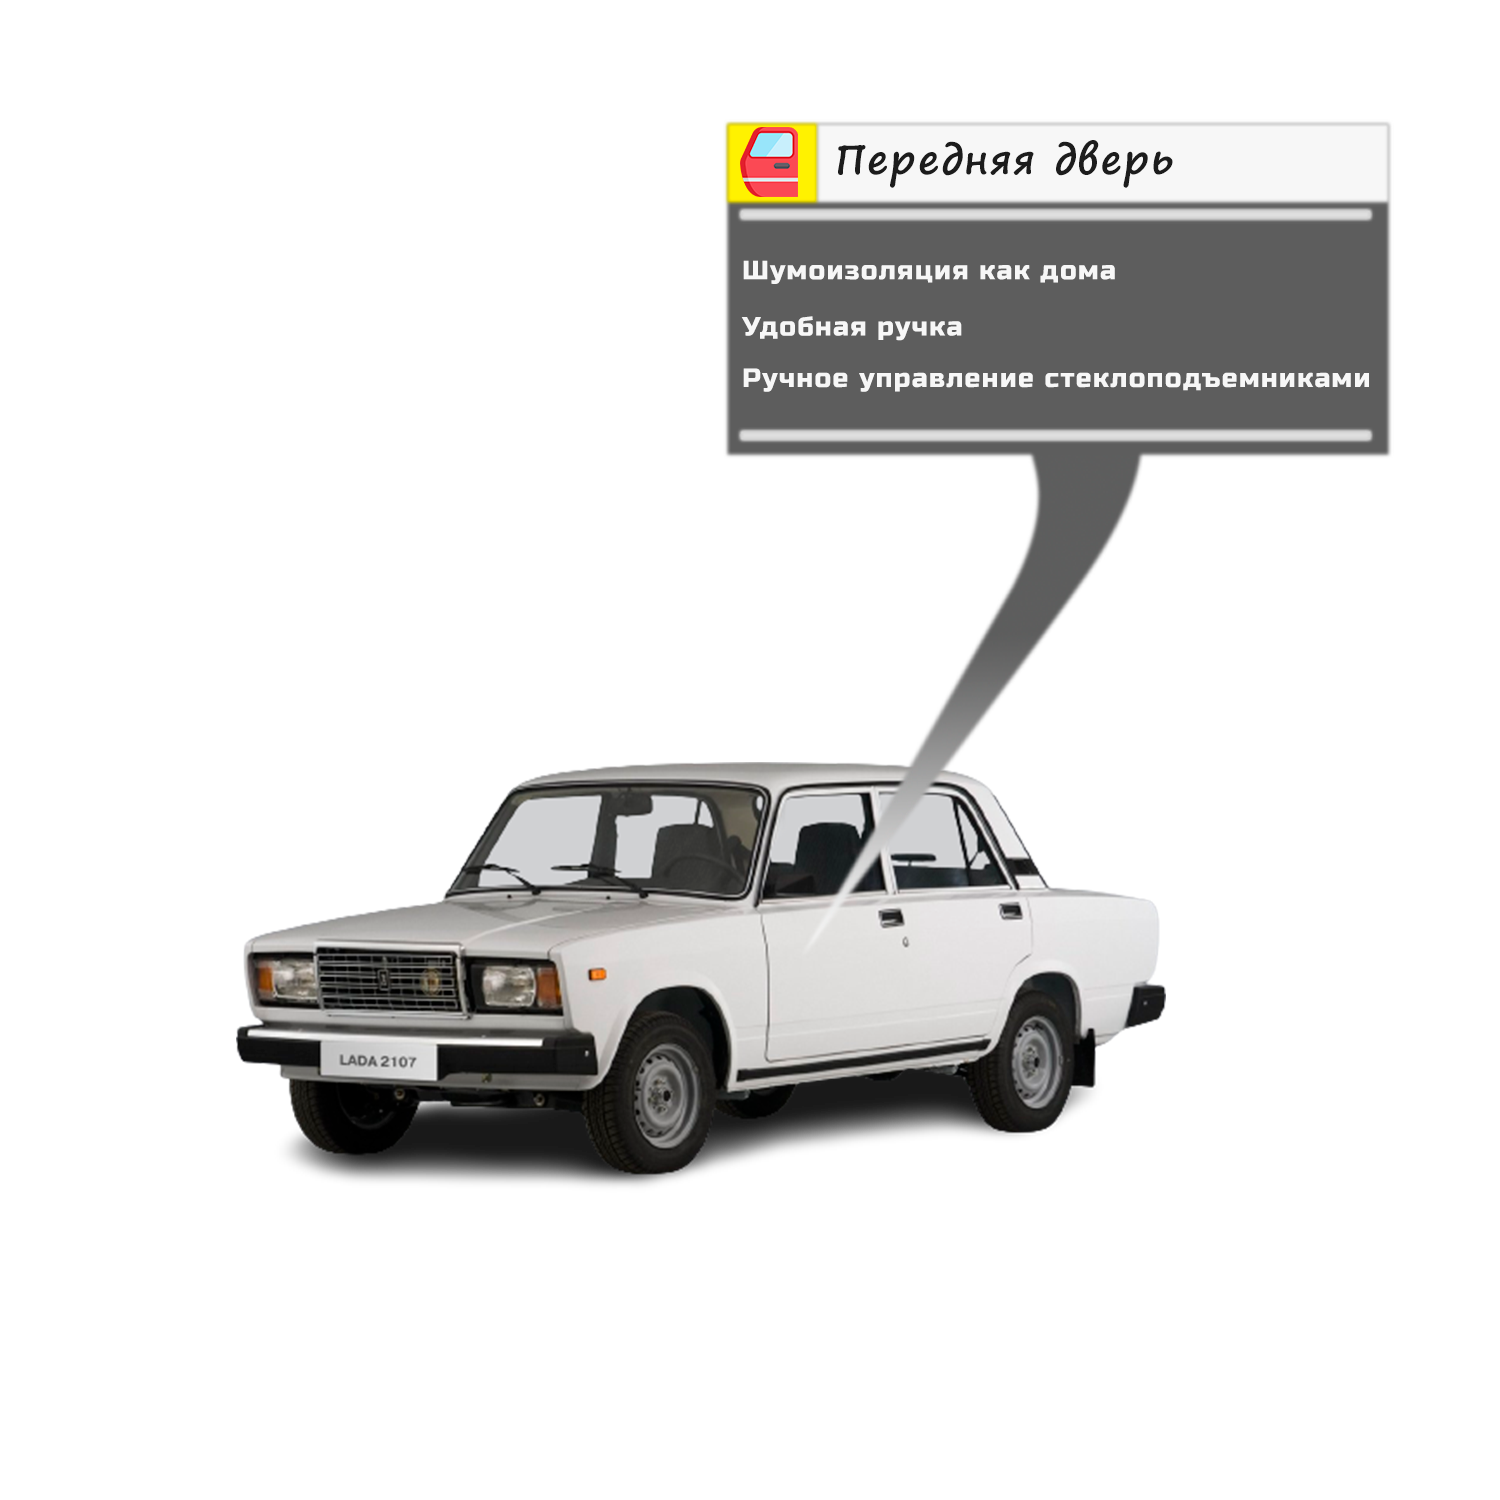 Передняя дверь
Шумоизоляция как дома
Удобная ручка
Ручное управление стеклоподъемниками
LADA 2107